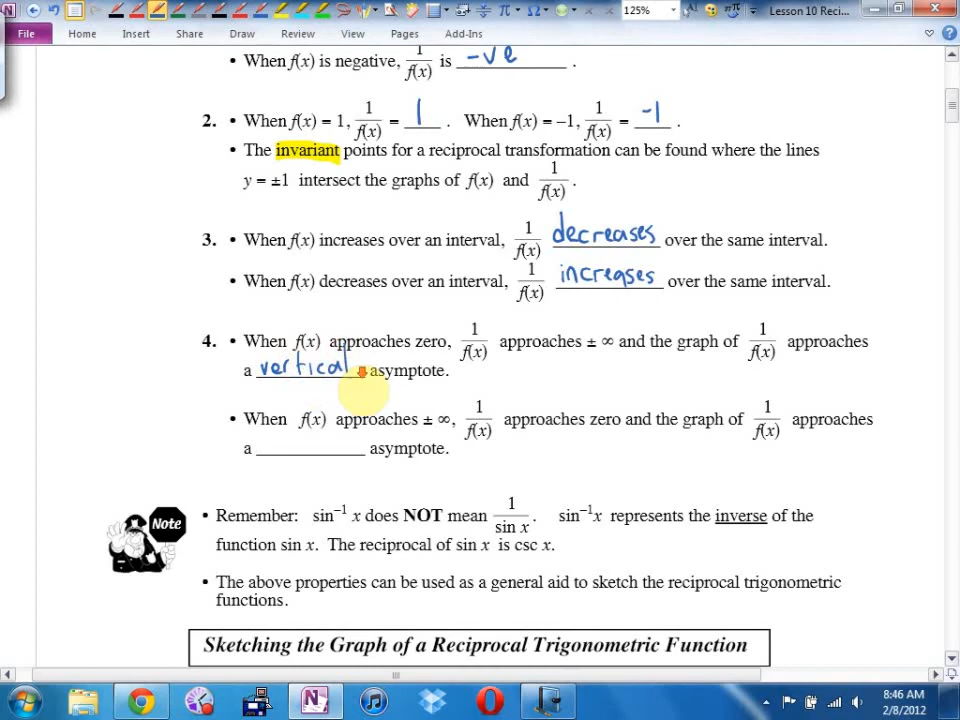 125%
Lesson 10 Reci...
File Home Insert Share Draw Review View Pages Add-Ins
• When f(x) is negative, 1/f(x) is -ve .
2. • When f(x) = 1, 1/f(x) = 1 . When f(x) = –1, 1/f(x) = -1 .
• The invariant points for a reciprocal transformation can be found where the lines
y = ±1 intersect the graphs of f(x) and 1/f(x).
3. • When f(x) increases over an interval, 1/f(x) decreases over the same interval.
• When f(x) decreases over an interval, 1/f(x) increases over the same interval.
4. • When f(x) approaches zero, 1/f(x) approaches ± ∞ and the graph of 1/f(x) approaches
a vertical asymptote.
• When f(x) approaches ± ∞, 1/f(x) approaches zero and the graph of 1/f(x) approaches
a ____________ asymptote.
Note
• Remember: sin⁻¹ x does NOT mean 1/sin x. sin⁻¹x represents the inverse of the
function sin x. The reciprocal of sin x is csc x.
• The above properties can be used as a general aid to sketch the reciprocal trigonometric
functions.
Sketching the Graph of a Reciprocal Trigonometric Function
8:46 AM
2/8/2012